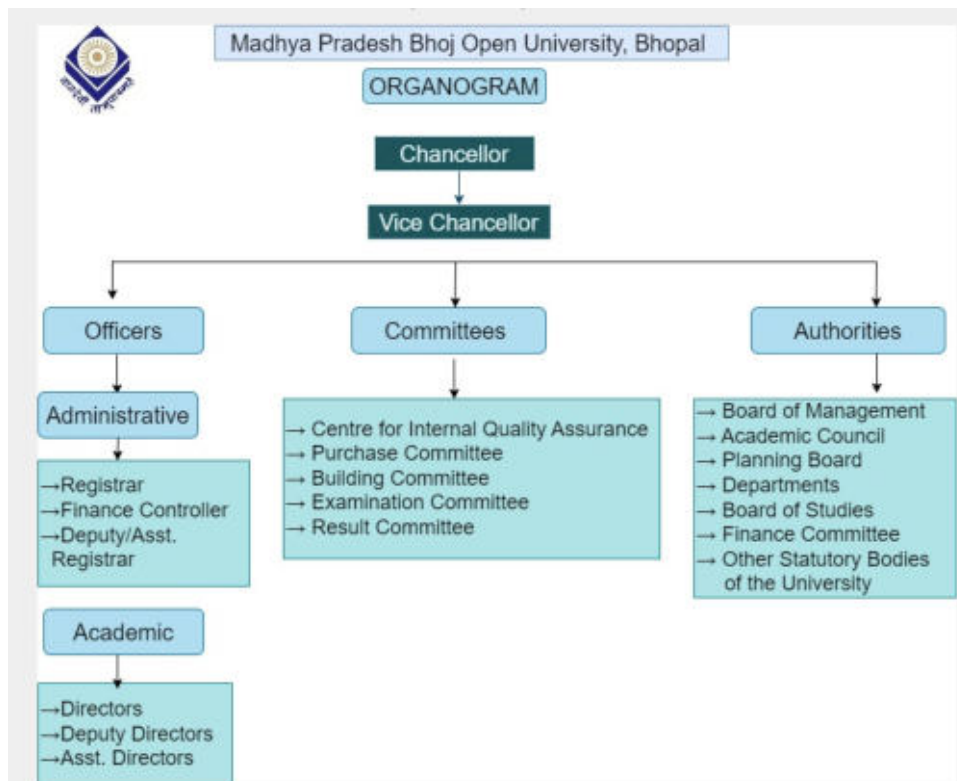 Madhya Pradesh Bhoj Open University, Bhopal
ORGANOGRAM
Chancellor
Vice Chancellor
Officers
Administrative
→Registrar
→Finance Controller
→Deputy/Asst.
Registrar
Academic
→Directors
→Deputy Directors
→Asst. Directors
Committees
→ Centre for Internal Quality Assurance
→ Purchase Committee
→ Building Committee
→ Examination Committee
→ Result Committee
Authorities
→ Board of Management
→ Academic Council
→ Planning Board
→ Departments
→ Board of Studies
→ Finance Committee
→ Other Statutory Bodies
of the University